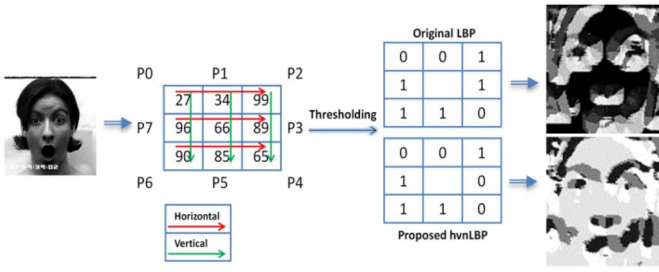 Original LBP
P0 P1 P2
0 0 1
1 1
1 1 0
27 34 99
P7 96 66 89 P3
90 85 65
Thresholding
P6 P5 P4
0 0 1
1 0
1 1 0
Proposed hvnLBP
Horizontal
Vertical